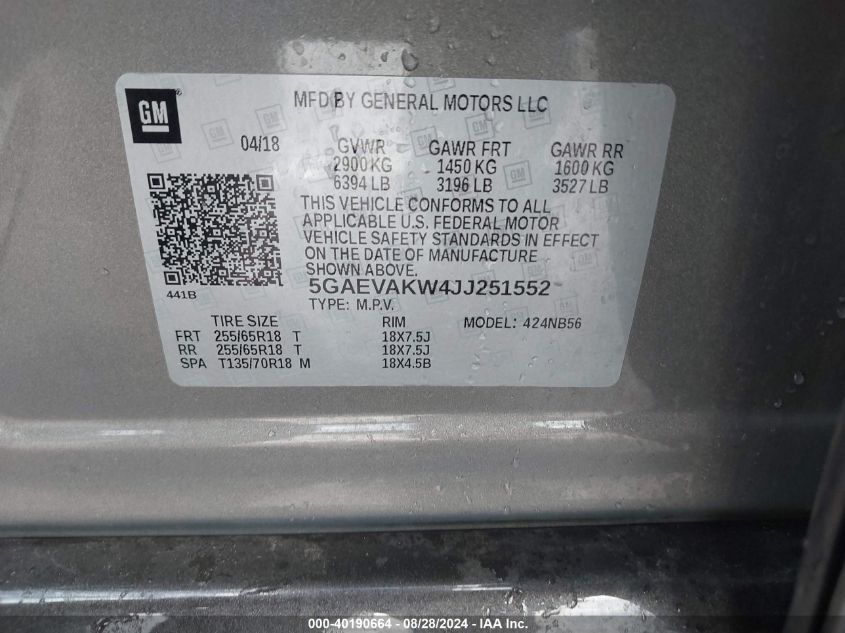 GM
®
MFD BY GENERAL MOTORS LLC
04/18 GVWR GAWR FRT GAWR RR
2900 KG 1450 KG 1600 KG
6394 LB 3196 LB 3527 LB
THIS VEHICLE CONFORMS TO ALL
APPLICABLE U.S. FEDERAL MOTOR
VEHICLE SAFETY STANDARDS IN EFFECT
ON THE DATE OF MANUFACTURE
SHOWN ABOVE.
441B
5GAEVAKW4JJ251552
TYPE: M.P.V.
TIRE SIZE RIM MODEL: 424NB56
FRT 255/65R18 T 18X7.5J
RR 255/65R18 T 18X7.5J
SPA T135/70R18 M 18X4.5B
000-40190664 - 08/28/2024 - IAAI.COM